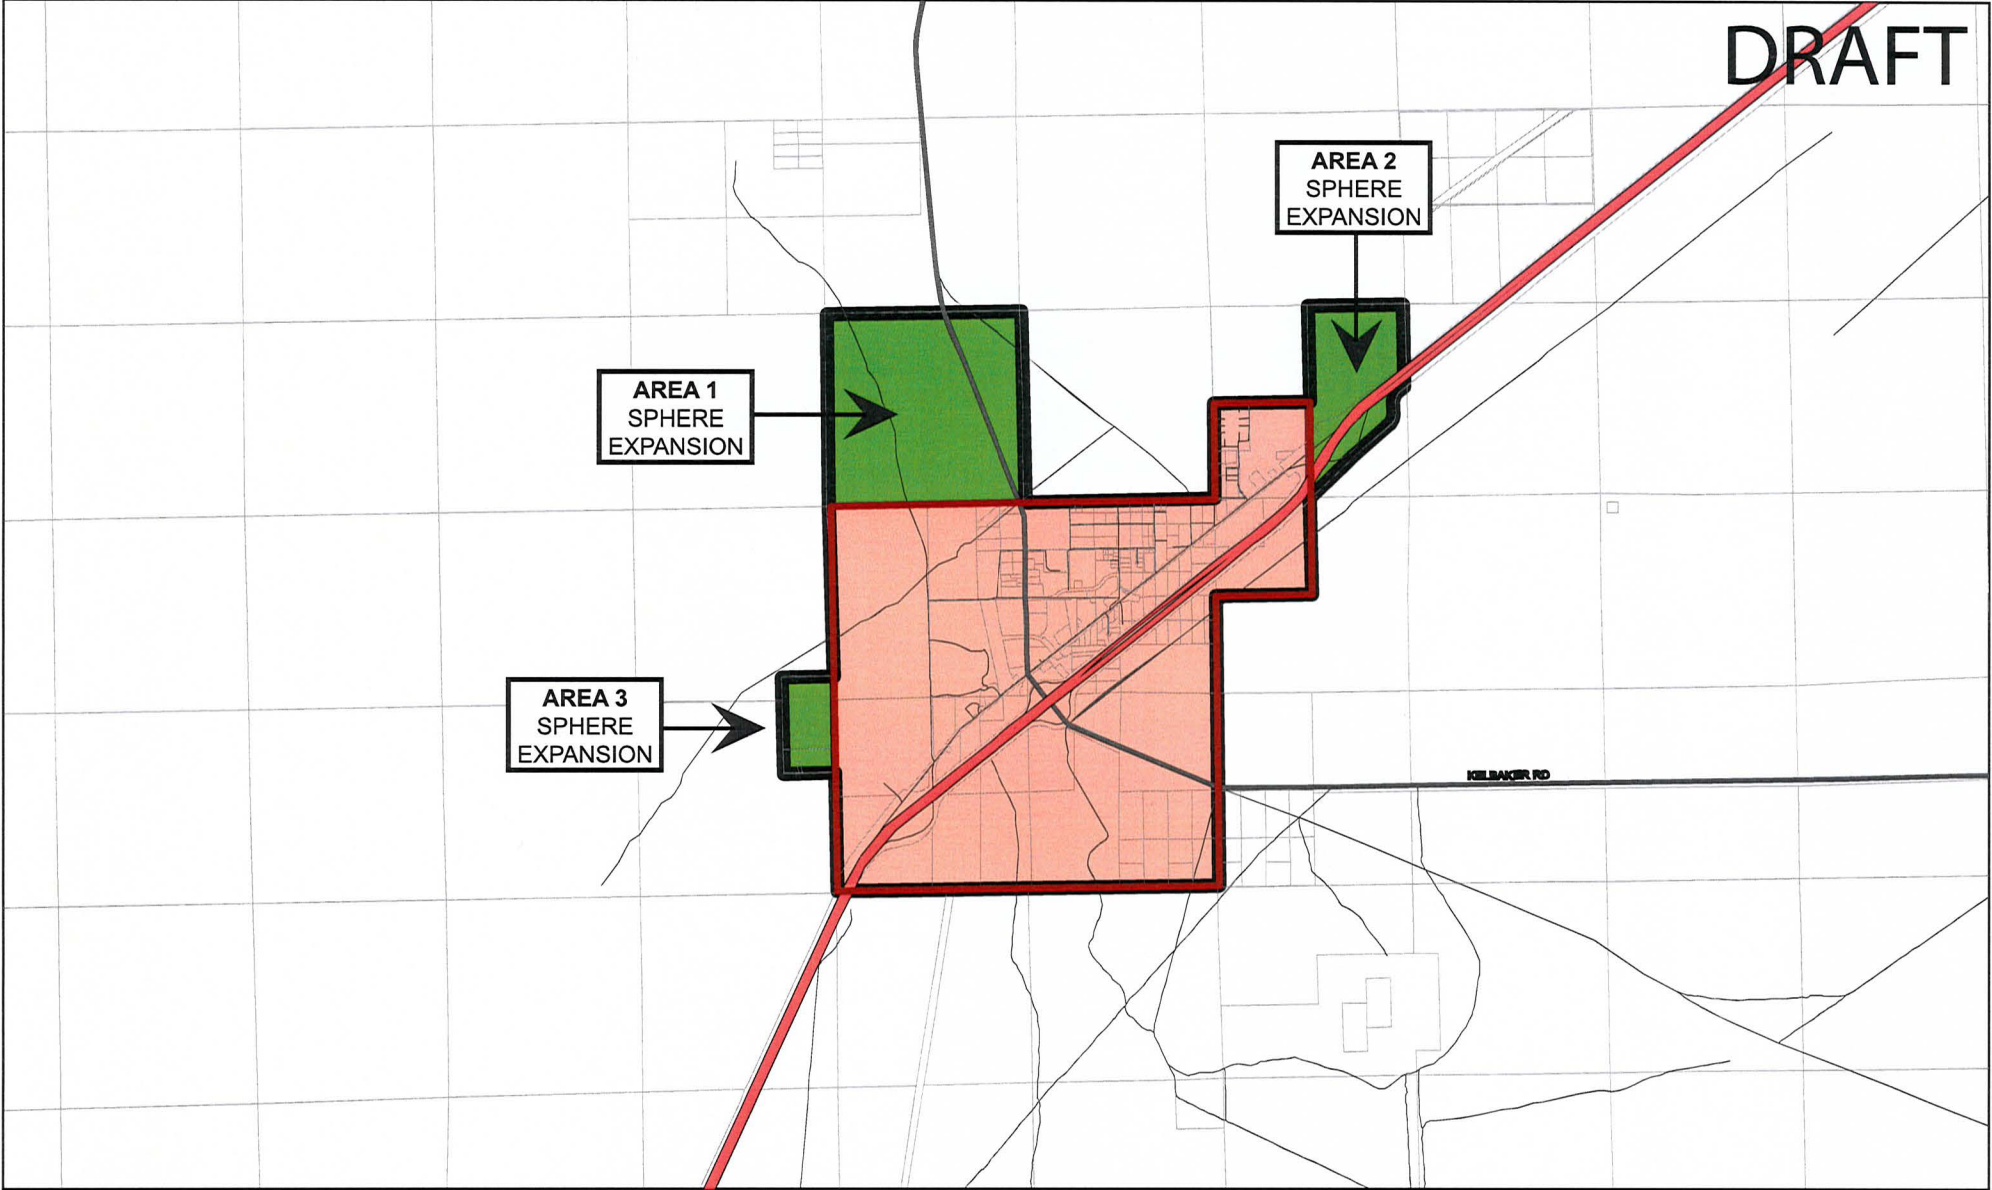 DRAFT
AREA 2
SPHERE
EXPANSION
AREA 1
SPHERE
EXPANSION
AREA 3
SPHERE
EXPANSION
KELBAKER RD